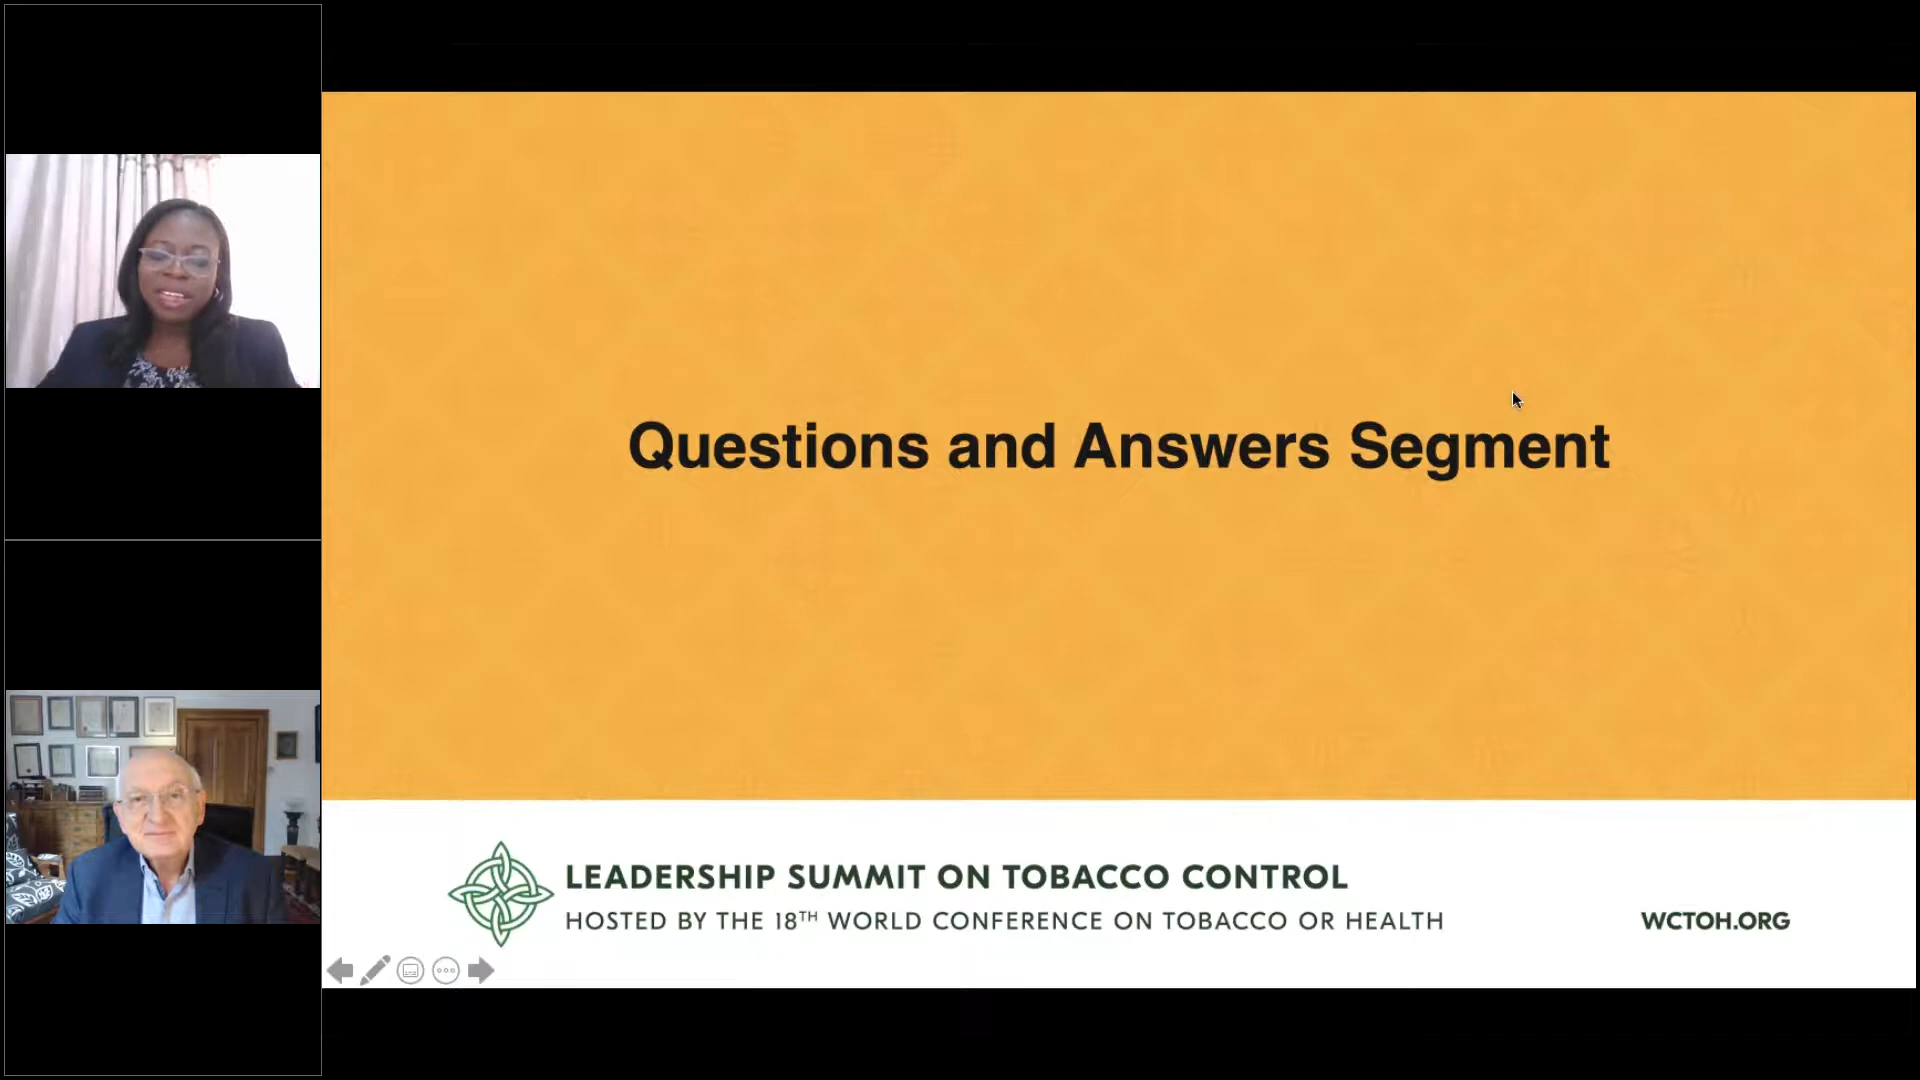 Questions and Answers Segment
LEADERSHIP SUMMIT ON TOBACCO CONTROL
HOSTED BY THE 18TH WORLD CONFERENCE ON TOBACCO OR HEALTH
WCTOH.ORG